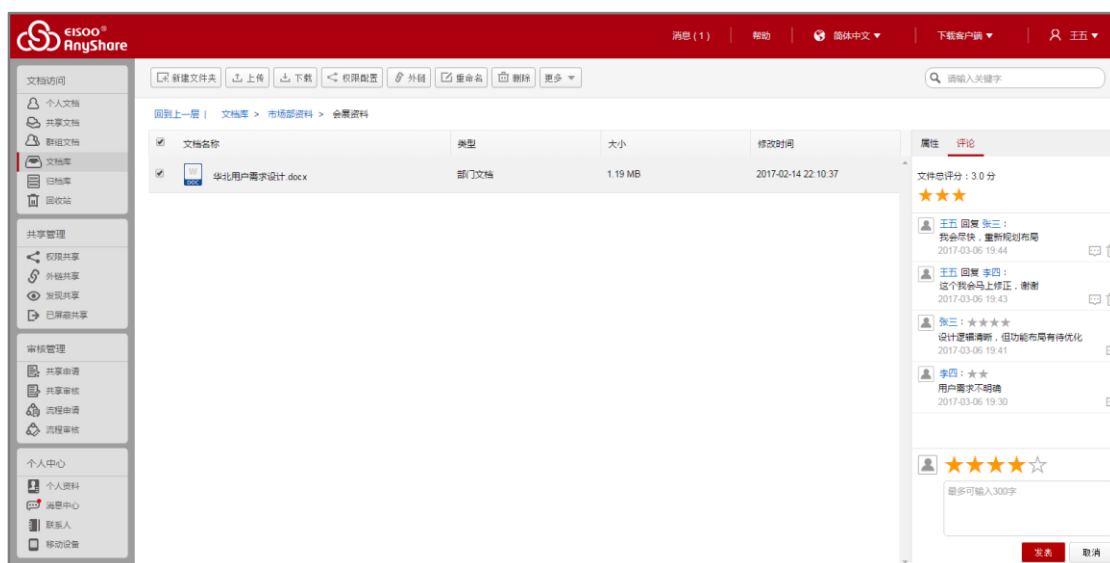 EISOO®
AnyShare
消息(1) 帮助 简体中文 下载客户端 王五
文档访问
个人文档
共享文档
群组文档
文档库
归档库
回收站
共享管理
权限共享
外链共享
发现共享
已屏蔽共享
审核管理
共享申请
共享审核
流程申请
流程审核
个人中心
个人资料
消息中心
联系人
移动设备
新建文件夹 上传 下载 权限配置 外链 重命名 删除 更多
请输入关键字
回到上一层 | 文档库 > 市场部资料 > 会展资料
文档名称 类型 大小 修改时间
W DOC 华北用户需求设计.docx 部门文档 1.19 MB 2017-02-14 22:10:37
属性 评论
文件总评分:3.0 分
★★★
王五 回复 张三:
我会尽快,重新规划布局
2017-03-06 19:44
王五 回复 李四:
这个我会马上修正,谢谢
2017-03-06 19:43
张三:★★★★
设计逻辑清晰,但功能布局有待优化
2017-03-06 19:41
李四:★★
用户需求不明确
2017-03-06 19:30
★★★★☆
最多可输入300字
发表 取消